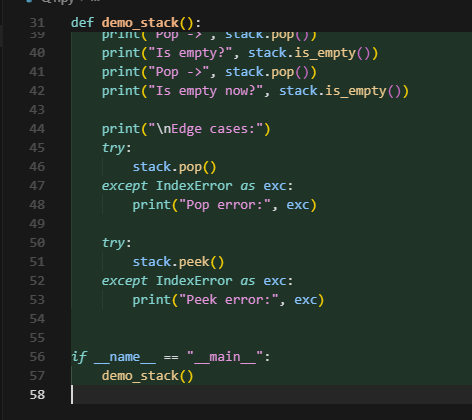 31 def demo_stack():
39 print("Pop ->", stack.pop())
40 print("Is empty?", stack.is_empty())
41 print("Pop ->", stack.pop())
42 print("Is empty now?", stack.is_empty())
43
44 print("\nEdge cases:")
45 try:
46 stack.pop()
47 except IndexError as exc:
48 print("Pop error:", exc)
49
50 try:
51 stack.peek()
52 except IndexError as exc:
53 print("Peek error:", exc)
54
55
56 if __name__ == "__main__":
57 demo_stack()
58